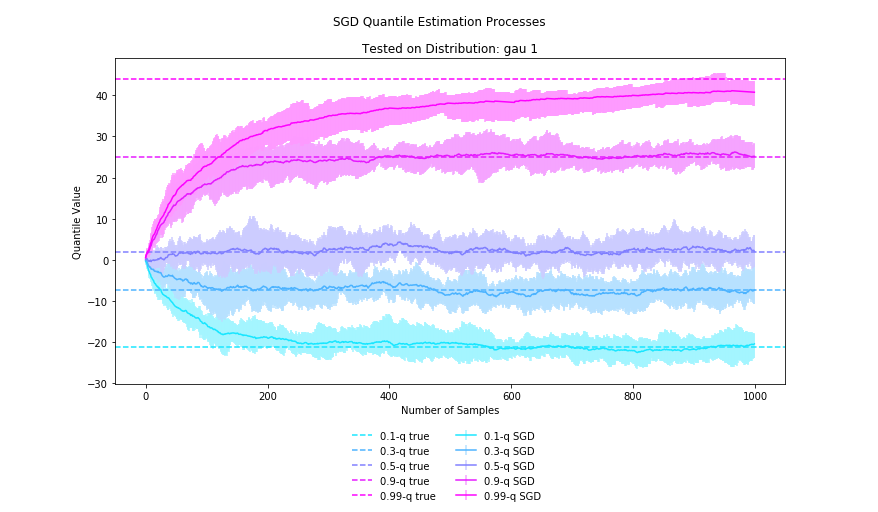 SGD Quantile Estimation Processes
Tested on Distribution: gau 1
Quantile Value
40
30
20
10
0
−10
−20
−30
0 200 400 600 800 1000
Number of Samples
0.1-q true 0.1-q SGD
0.3-q true 0.3-q SGD
0.5-q true 0.5-q SGD
0.9-q true 0.9-q SGD
0.99-q true 0.99-q SGD